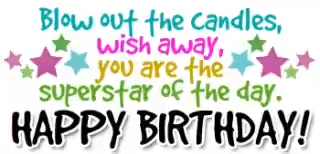 Blow out the candles,
wish away,
you are the
superstar of the day.
HAPPY BIRTHDAY!